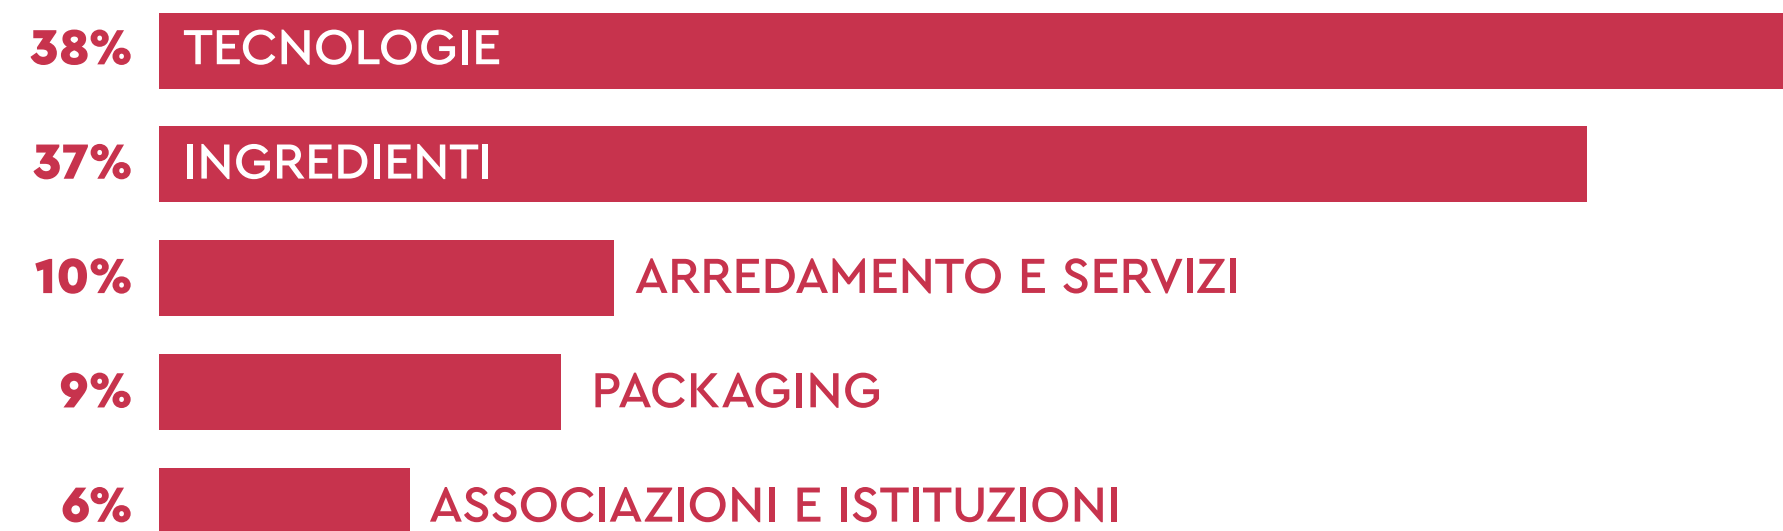 38% TECNOLOGIE
37% INGREDIENTI
10% ARREDAMENTO E SERVIZI
9% PACKAGING
6% ASSOCIAZIONI E ISTITUZIONI